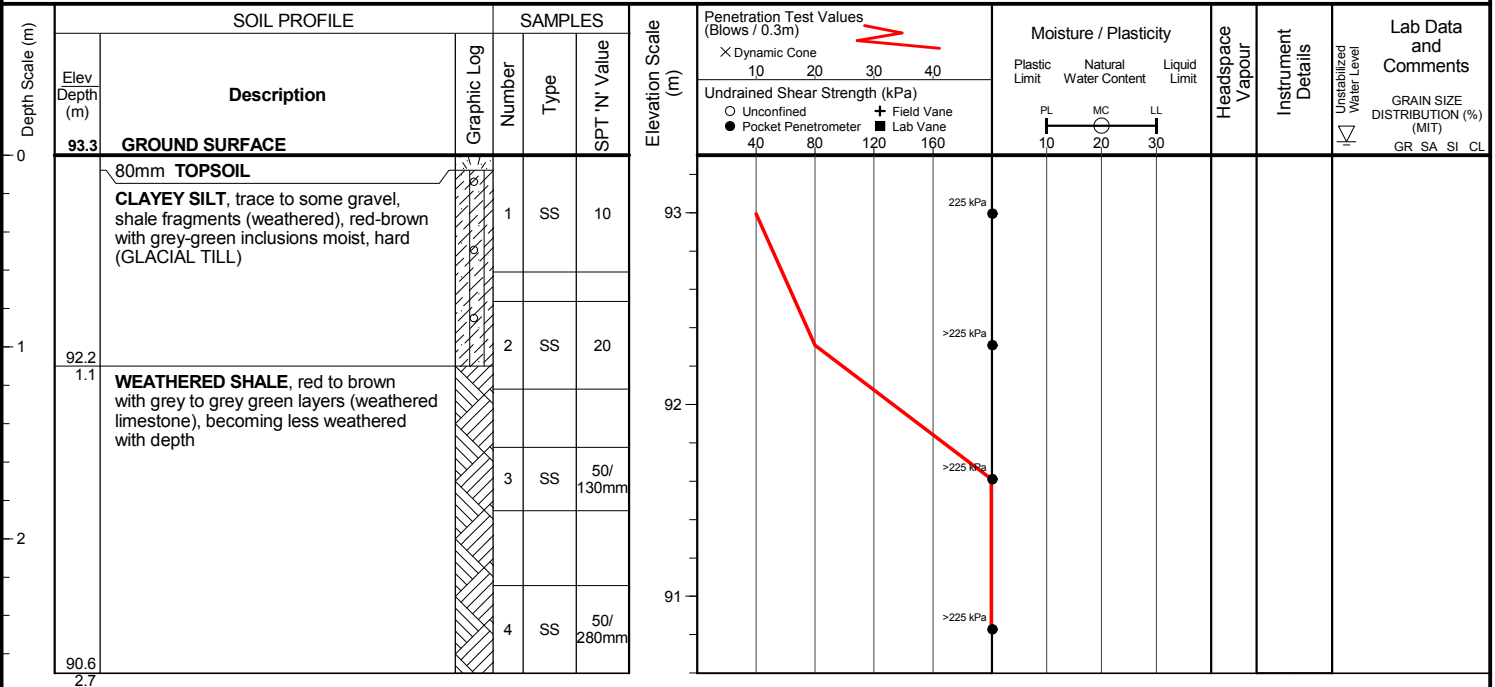 SOIL PROFILE
SAMPLES
Depth Scale (m)
Elev
Depth
(m)
Description
Graphic Log
Number
Type
SPT 'N' Value
Elevation Scale
(m)
Penetration Test Values
(Blows / 0.3m)
× Dynamic Cone
10 20 30 40
Undrained Shear Strength (kPa)
Unconfined + Field Vane
Pocket Penetrometer Lab Vane
40 80 120 160
Moisture / Plasticity
Plastic Limit
Natural Water Content
Liquid Limit
PL MC LL
10 20 30
Headspace
Vapour
Instrument
Details
Unstabilized
Water Level
Lab Data
and
Comments
GRAIN SIZE
DISTRIBUTION (%)
(MIT)
GR SA SI CL
93.3 GROUND SURFACE
0
80mm TOPSOIL
CLAYEY SILT, trace to some gravel,
shale fragments (weathered), red-brown
with grey-green inclusions moist, hard
(GLACIAL TILL)
1 SS 10
93
225 kPa
1
2 SS 20
>225 kPa
92.2
1.1
WEATHERED SHALE, red to brown
with grey to grey green layers (weathered
limestone), becoming less weathered
with depth
92
3 SS 50/
130mm
>225 kPa
2
91
4 SS 50/
280mm
>225 kPa
90.6
2.7